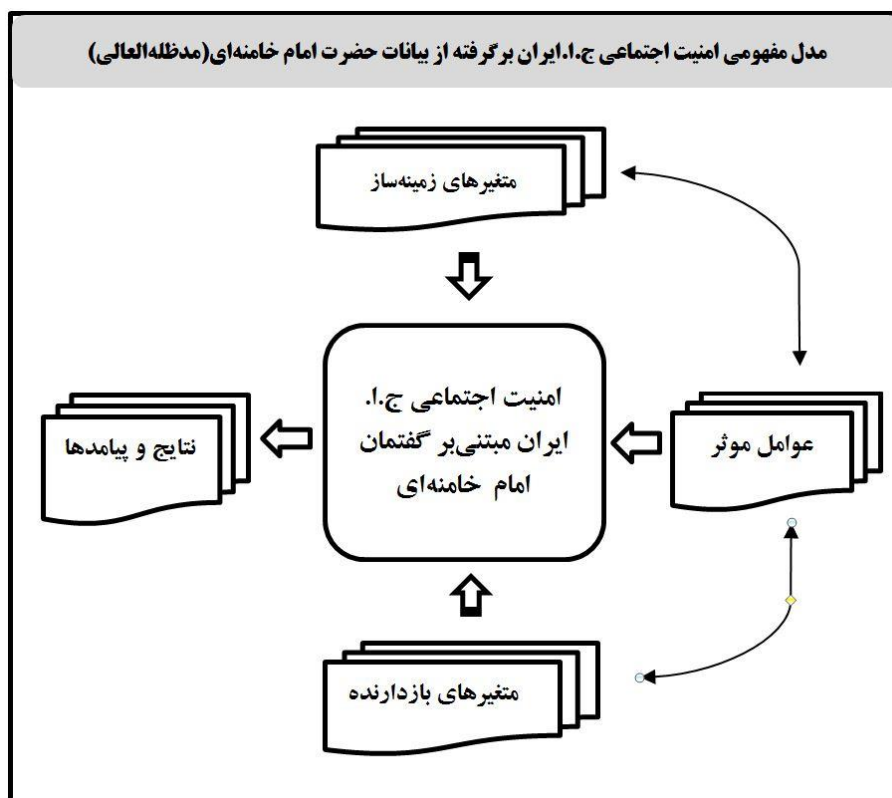 مدل مفهومی امنیت اجتماعی ج.ا.ایران برگرفته از بیانات حضرت امام خامنه‌ای(مدظله‌العالی)
متغیرهای زمینه‌ساز
امنیت اجتماعی ج.ا.
ایران مبتنی‌بر گفتمان
امام خامنه‌ای
عوامل موثر
نتایج و پیامدها
متغیرهای بازدارنده